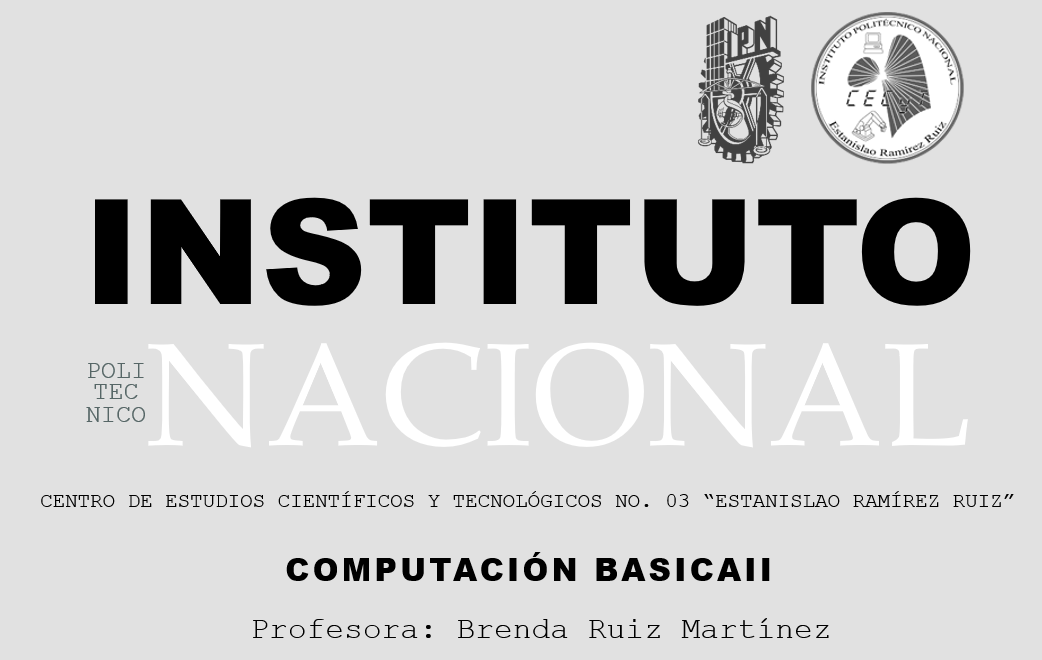 IPN
INSTITUTO POLITÉCNICO NACIONAL
Estanislao Ramírez Ruiz
INSTITUTO
POLI
TEC
NICO
NACIONAL
CENTRO DE ESTUDIOS CIENTÍFICOS Y TECNOLÓGICOS NO. 03 “ESTANISLAO RAMÍREZ RUIZ”
COMPUTACIÓN BASICAII
Profesora: Brenda Ruiz Martínez